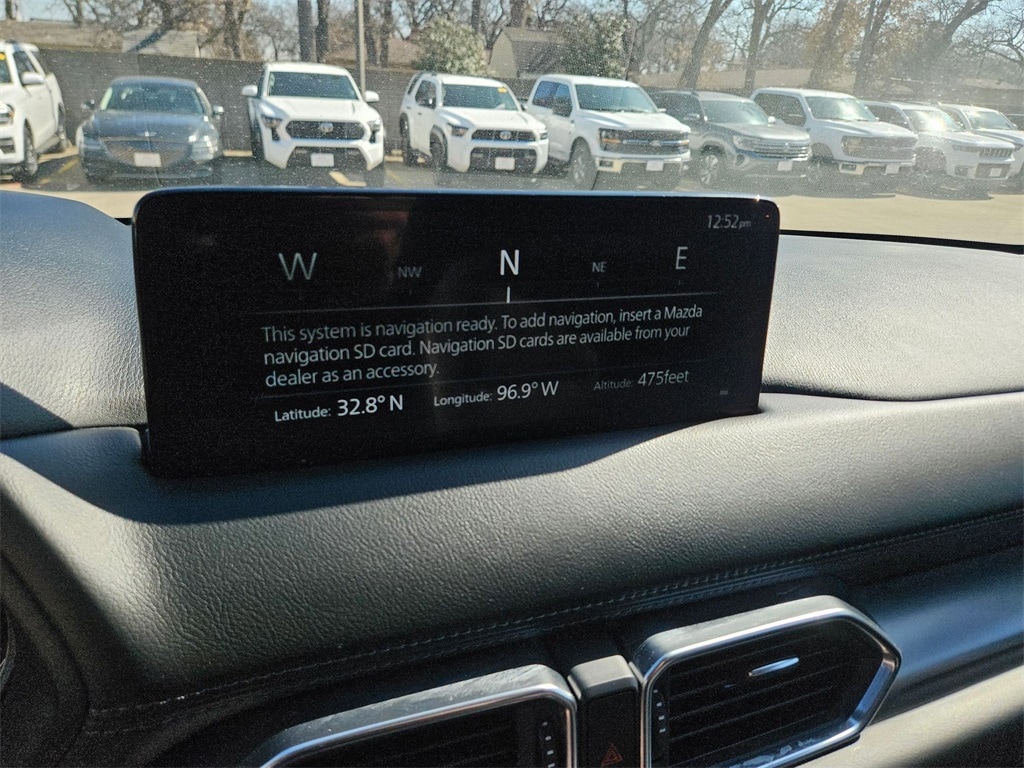 12:52pm
W NW N NE E
This system is navigation ready. To add navigation, insert a Mazda
navigation SD card. Navigation SD cards are available from your
dealer as an accessory.
Latitude: 32.8° N Longitude: 96.9° W Altitude: 475feet